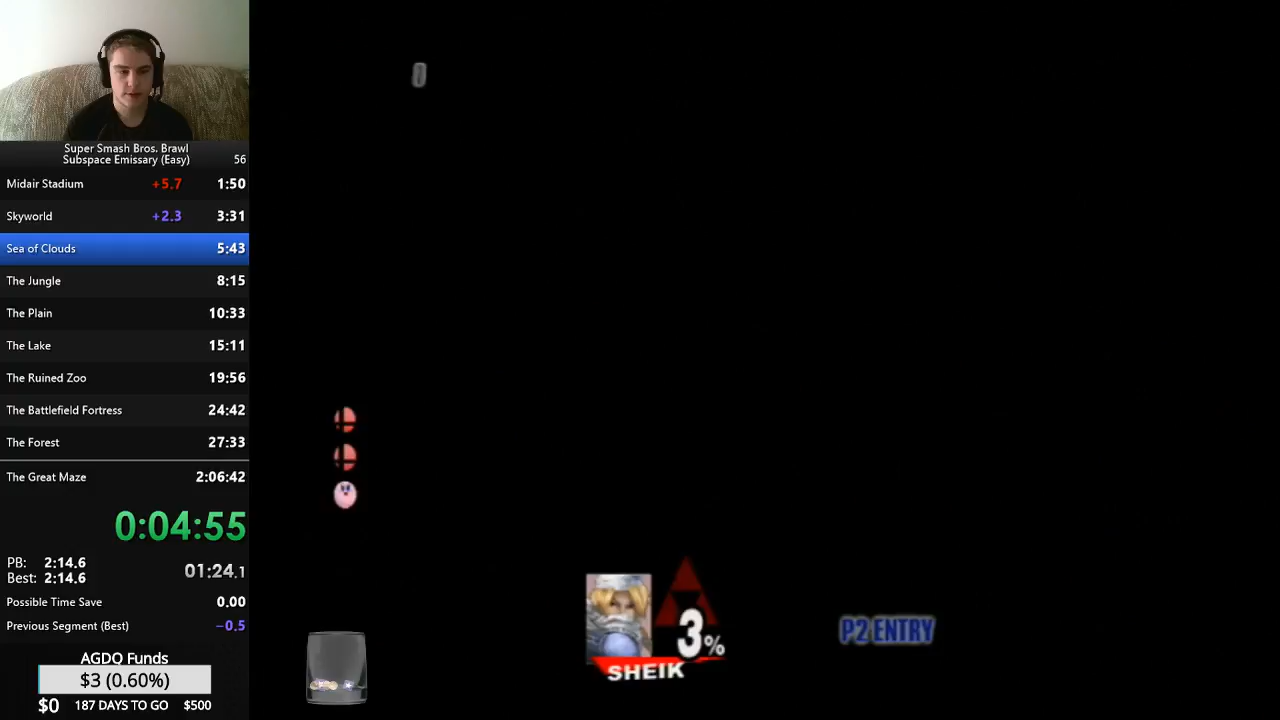 Super Smash Bros. Brawl
Subspace Emissary (Easy) 56
Midair Stadium +5.7 1:50
Skyworld +2.3 3:31
Sea of Clouds 5:43
The Jungle 8:15
The Plain 10:33
The Lake 15:11
The Ruined Zoo 19:56
The Battlefield Fortress 24:42
The Forest 27:33
The Great Maze 2:06:42
0:04:55
PB: 2:14.6
Best: 2:14.6
01:24.1
Possible Time Save 0.00
Previous Segment (Best) -0.5
AGDQ Funds
$3 (0.60%)
$0 187 DAYS TO GO $500
0
3%
SHEIK
P2 ENTRY